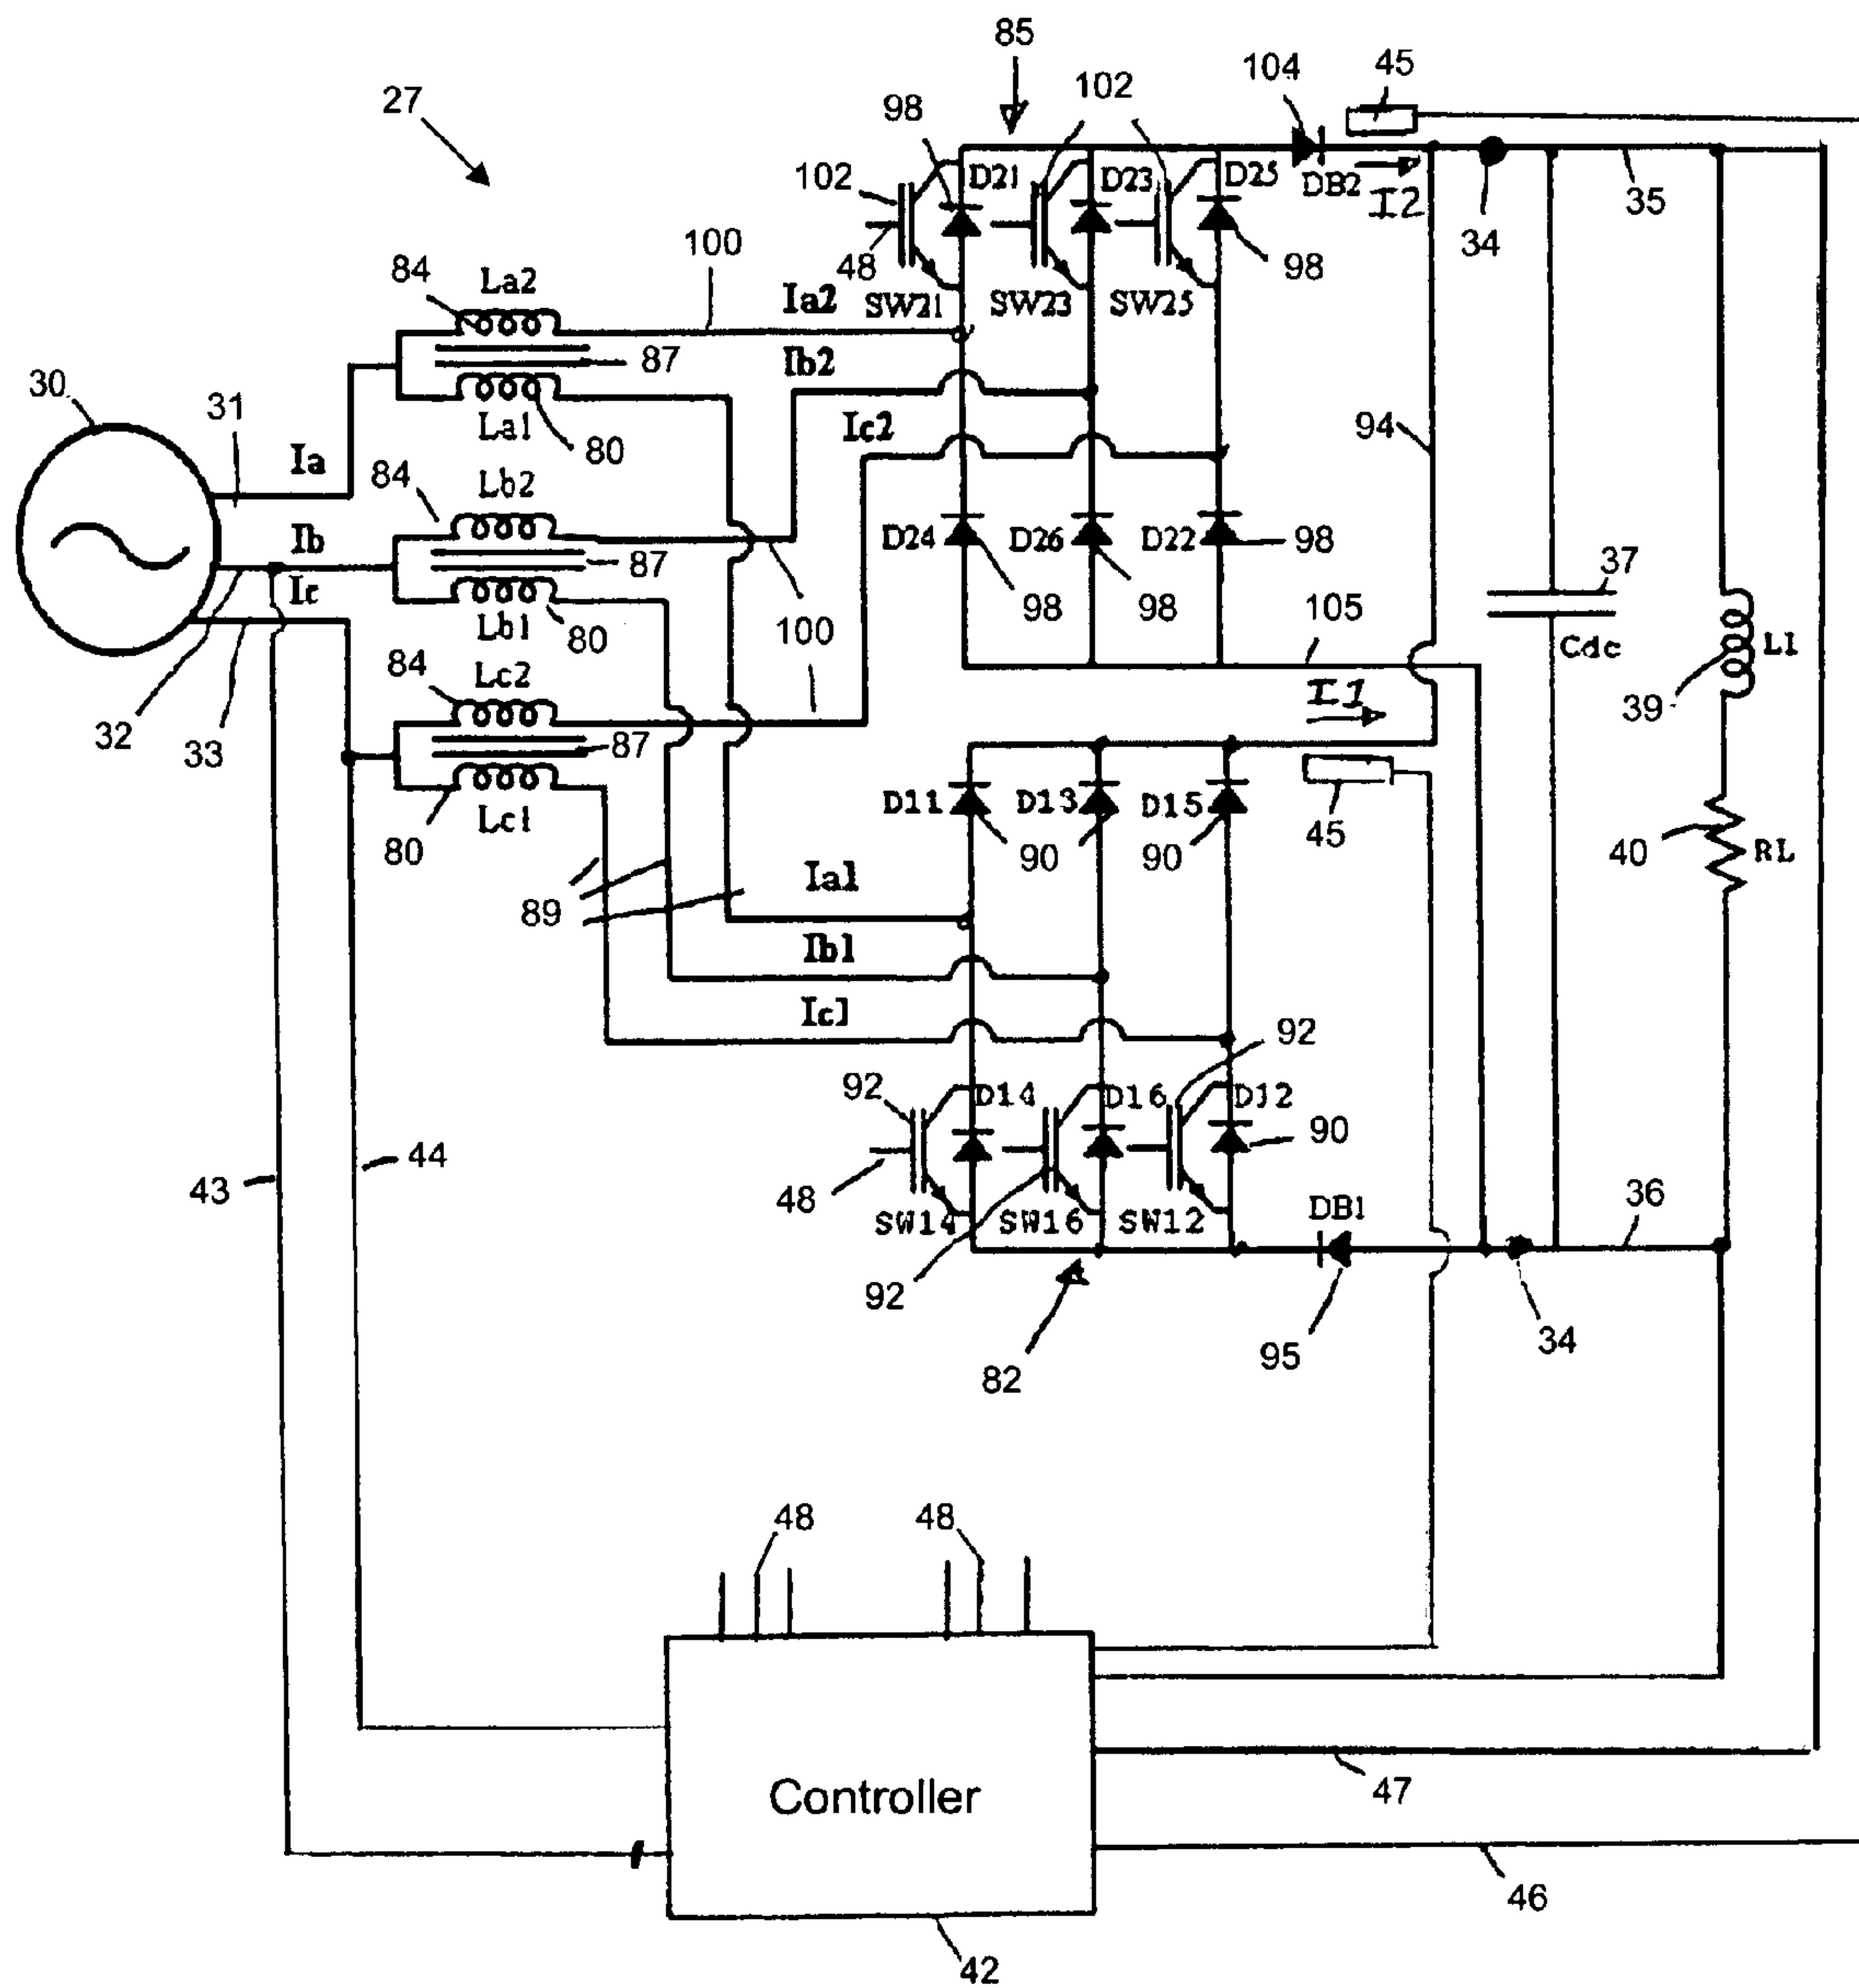 85
27
98
102
104
45
102
D21
D23
D25
DB2
I2
35
48
34
98
100
84
La2
Ia2
SW21
SW23
SW25
87
Ib2
30
31
La1
80
Ic2
94
Ia
84
Lb2
Ib
87
D24
D26
D22
98
37
Ic
Lb1
80
100
98
98
105
Cdc
84
Lc2
I1
L1
39
32
33
87
Lc1
80
D11
D13
D15
90
90
45
40
RL
89
Ia1
Ib1
Ic1
92
92
D14
D16
D12
90
43
44
48
SW14
SW16
SW12
DB1
36
92
82
95
34
48
48
Controller
47
46
42